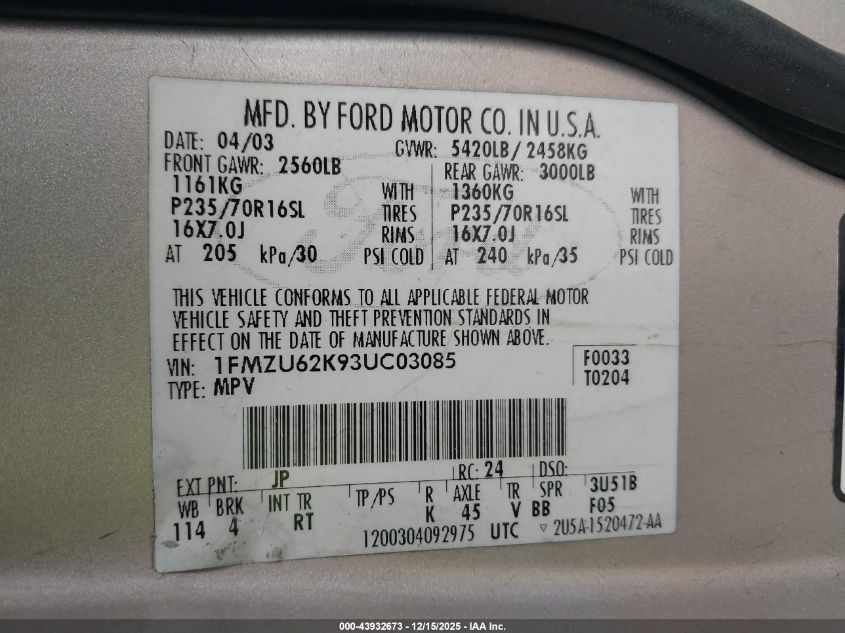 MFD. BY FORD MOTOR CO. IN U.S.A.
DATE: 04/03 GVWR: 5420LB/ 2458KG
FRONT GAWR: 2560LB REAR GAWR: 3000LB
1161KG WITH 1360KG WITH
P235/70R16SL TIRES P235/70R16SL TIRES
16X7.0J RIMS 16X7.0J RIMS
AT 205 kPa/30 PSI COLD AT 240 kPa/35 PSI COLD
Ford
THIS VEHICLE CONFORMS TO ALL APPLICABLE FEDERAL MOTOR
VEHICLE SAFETY AND THEFT PREVENTION STANDARDS IN
EFFECT ON THE DATE OF MANUFACTURE SHOWN ABOVE.
VIN: 1FMZU62K93UC03085 F0033
TYPE: MPV T0204
EXT PNT: JP RC: 24 DSO:
WB BRK INT TR TP/PS R AXLE TR SPR 3U51B
114 4 RT K 45 V BB F05
1200304092975 UTC ▽ 2U5A-1520472-AA
000-43932673 - 12/15/2025 - IAA Inc.